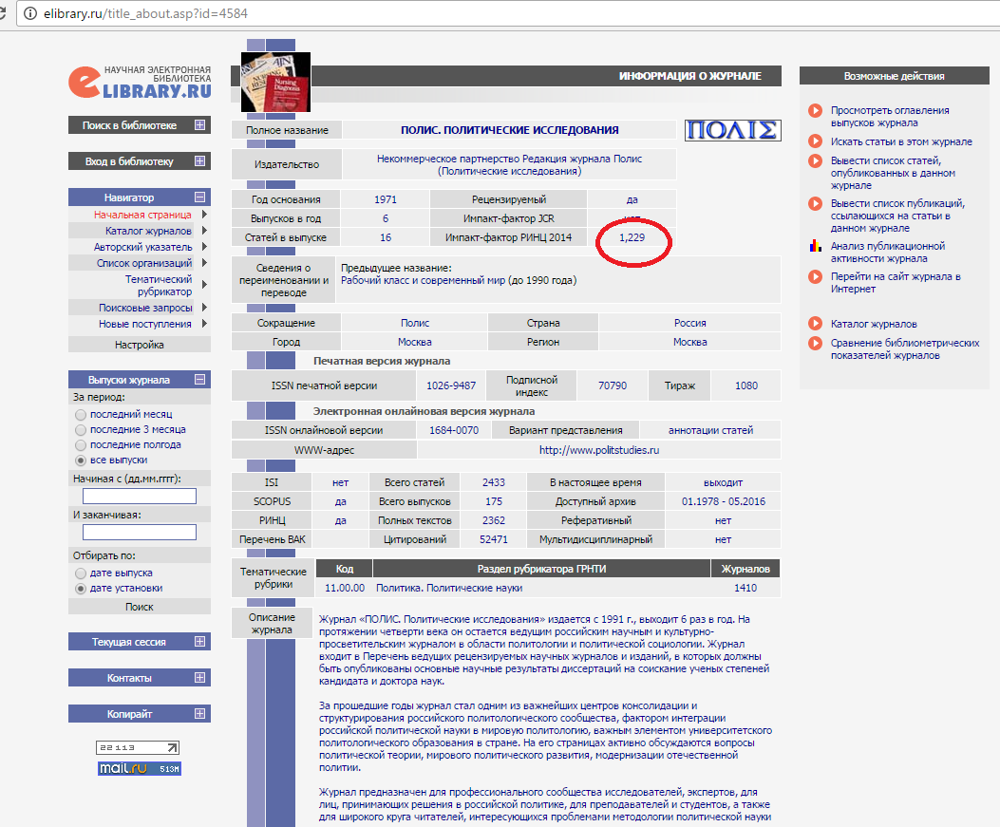 elibrary.ru/title_about.asp?id=4584
НАУЧНАЯ ЭЛЕКТРОННАЯ
БИБЛИОТЕКА
eLIBRARY.RU
Поиск в библиотеке
Вход в библиотеку
Навигатор
Начальная страница
Каталог журналов
Авторский указатель
Список организаций
Тематический
рубрикатор
Поисковые запросы
Новые поступления
Настройка
Выпуски журнала
За период:
последний месяц
последние 3 месяца
последние полгода
все выпуски
Начиная с (дд.мм.гггг):
И заканчивая:
Отбирать по:
дате выпуска
дате установки
Поиск
Текущая сессия
Контакты
Копирайт
22113
mail.ru 513M
Nursing
Diagnosis
ИНФОРМАЦИЯ О ЖУРНАЛЕ
Полное название ПОЛИС. ПОЛИТИЧЕСКИЕ ИССЛЕДОВАНИЯ
ПОЛIΣ
Издательство
Некоммерческое партнерство Редакция журнала Полис
(Политические исследования)
Год основания 1971 Рецензируемый да
Выпусков в год 6 Импакт-фактор JCR нет
Статей в выпуске 16 Импакт-фактор РИНЦ 2014 1,229
Сведения о
переименовании и
переводе
Предыдущее название:
Рабочий класс и современный мир (до 1990 года)
Сокращение Полис Страна Россия
Город Москва Регион Москва
Печатная версия журнала
ISSN печатной версии 1026-9487 Подписной
индекс 70790 Тираж 1080
Электронная онлайновая версия журнала
ISSN онлайновой версии 1684-0070 Вариант представления аннотации статей
WWW-адрес http://www.politstudies.ru
ISI нет Всего статей 2433 В настоящее время выходит
SCOPUS да Всего выпусков 175 Доступный архив 01.1978 - 05.2016
РИНЦ да Полных текстов 2362 Реферативный нет
Перечень ВАК Цитирований 52471 Мультидисциплинарный нет
Тематические
рубрики
Код Раздел рубрикатора ГРНТИ Журналов
11.00.00 Политика. Политические науки 1410
Описание
журнала
Журнал «ПОЛИС. Политические исследования» издается с 1991 г., выходит 6 раз в год. На
протяжении четверти века он остается ведущим российским научным и культурно-
просветительским журналом в области политологии и политической социологии. Журнал
входит в Перечень ведущих рецензируемых научных журналов и изданий, в которых должны
быть опубликованы основные научные результаты диссертаций на соискание ученых степеней
кандидата и доктора наук.
За прошедшие годы журнал стал одним из важнейших центров консолидации и
структурирования российского политологического сообщества, фактором интеграции
российской политической науки в мировую политологию, важным элементом университетского
политологического образования в стране. На его страницах активно обсуждаются вопросы
политической теории, мирового политического развития, модернизации отечественной
политии.
Журнал предназначен для профессионального сообщества исследователей, экспертов, для
лиц, принимающих решения в российской политике, для преподавателей и студентов, а также
для широкого круга читателей, интересующихся проблемами методологии политической науки
Возможные действия
Просмотреть оглавления
выпусков журнала
Искать статьи в этом журнале
Вывести список статей,
опубликованных в данном
журнале
Вывести список публикаций,
ссылающихся на статьи в
данном журнале
Анализ публикационной
активности журнала
Перейти на сайт журнала в
Интернет
Каталог журналов
Сравнение библиометрических
показателей журналов